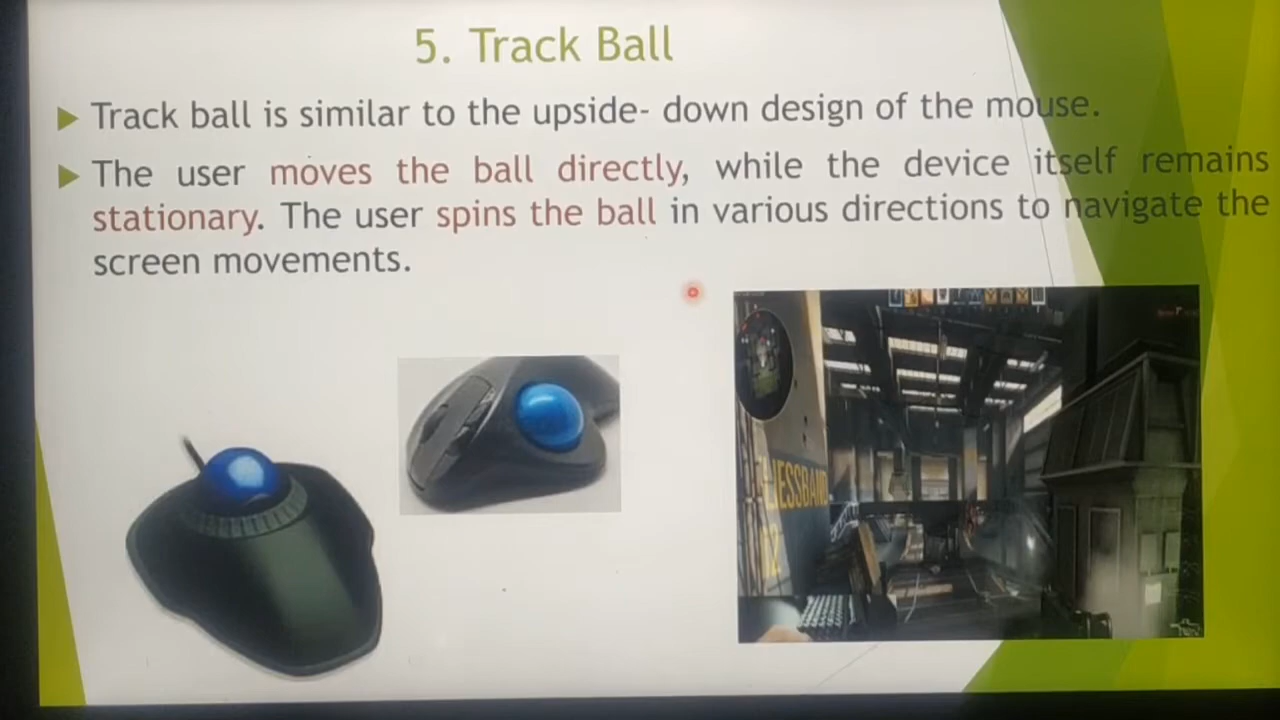 5. Track Ball
Track ball is similar to the upside- down design of the mouse.
The user moves the ball directly, while the device itself remains
stationary. The user spins the ball in various directions to navigate the
screen movements.